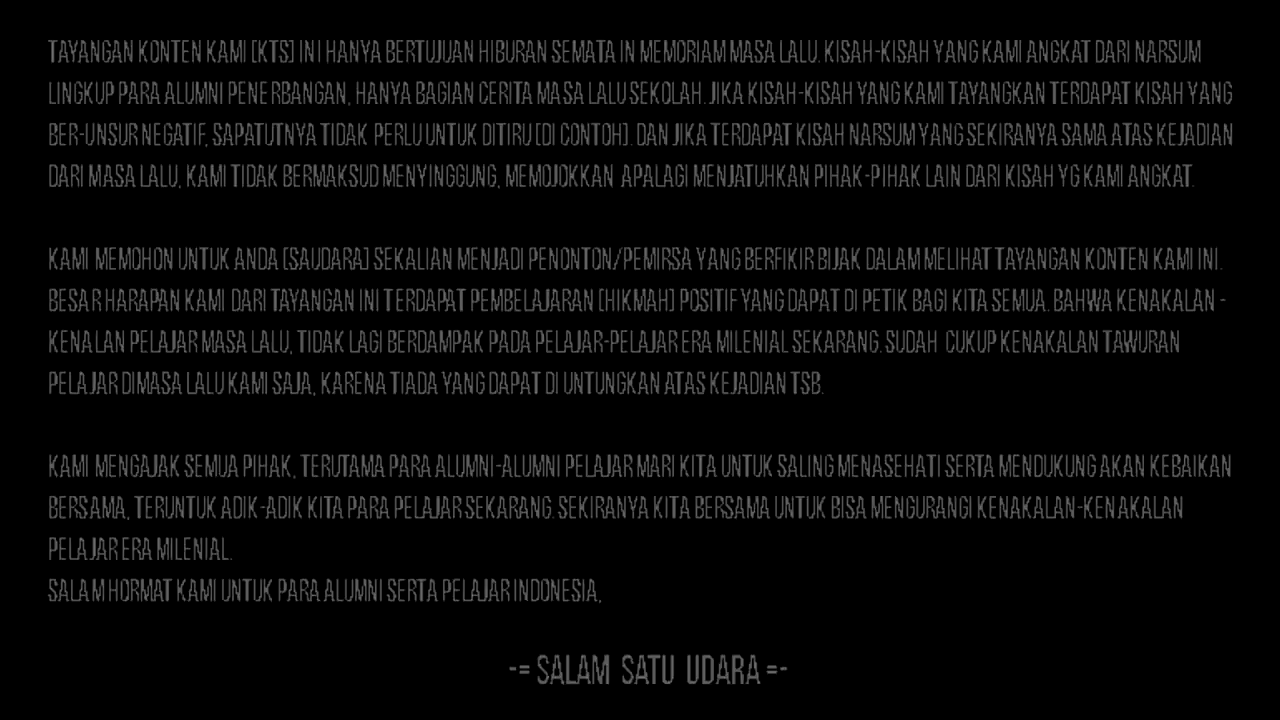 TAYANGAN KONTEN KAMI (KTS) INI HANYA BERTUJUAN HIBURAN SEMATA IN MEMORIAM MASA LALU. KISAH-KISAH YANG KAMI ANGKAT DARI NARSUM
LINGKUP PARA ALUMNI PENERBANGAN, HANYA BAGIAN CERITA MASA LALU SEKOLAH. JIKA KISAH-KISAH YANG KAMI TAYANGKAN TERDAPAT KISAH YANG
BER-UNSUR NEGATIF, SAPATUTNYA TIDAK PERLU UNTUK DITIRU (DI CONTOH). DAN JIKA TERDAPAT KISAH NARSUM YANG SEKIRANYA SAMA ATAS KEJADIAN
DARI MASA LALU, KAMI TIDAK BERMAKSUD MENYINGGUNG, MEMOJOKKAN APALAGI MENJATUHKAN PIHAK-PIHAK LAIN DARI KISAH YG KAMI ANGKAT.
KAMI MEMOHON UNTUK ANDA (SAUDARA) SEKALIAN MENJADI PENONTON/PEMIRSA YANG BERFIKIR BIJAK DALAM MELIHAT TAYANGAN KONTEN KAMI INI.
BESAR HARAPAN KAMI DARI TAYANGAN INI TERDAPAT PEMBELAJARAN (HIKMAH) POSITIF YANG DAPAT DI PETIK BAGI KITA SEMUA. BAHWA KENAKALAN -
KENALAN PELAJAR MASA LALU, TIDAK LAGI BERDAMPAK PADA PELAJAR-PELAJAR ERA MILENIAL SEKARANG. SUDAH CUKUP KENAKALAN TAWURAN
PELAJAR DIMASA LALU KAMI SAJA, KARENA TIADA YANG DAPAT DI UNTUNGKAN ATAS KEJADIAN TSB.
KAMI MENGAJAK SEMUA PIHAK, TERUTAMA PARA ALUMNI-ALUMNI PELAJAR MARI KITA UNTUK SALING MENASEHATI SERTA MENDUKUNG AKAN KEBAIKAN
BERSAMA, TERUNTUK ADIK-ADIK KITA PARA PELAJAR SEKARANG. SEKIRANYA KITA BERSAMA UNTUK BISA MENGURANGI KENAKALAN-KENAKALAN
PELAJAR ERA MILENIAL.
SALAM HORMAT KAMI UNTUK PARA ALUMNI SERTA PELAJAR INDONESIA,
-= SALAM SATU UDARA =-